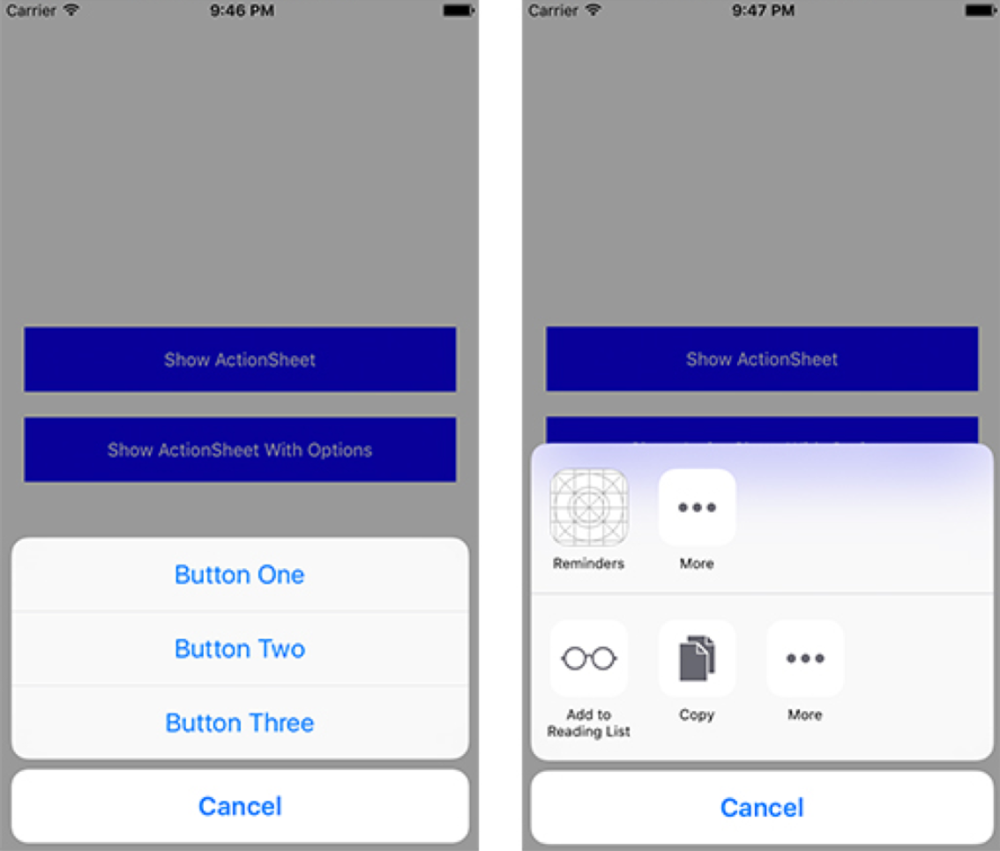 Carrier
9:46 PM
Show ActionSheet
Show ActionSheet With Options
Button One
Button Two
Button Three
Cancel
Carrier
9:47 PM
Show ActionSheet
Reminders
More
Add to
Reading List
Copy
More
Cancel